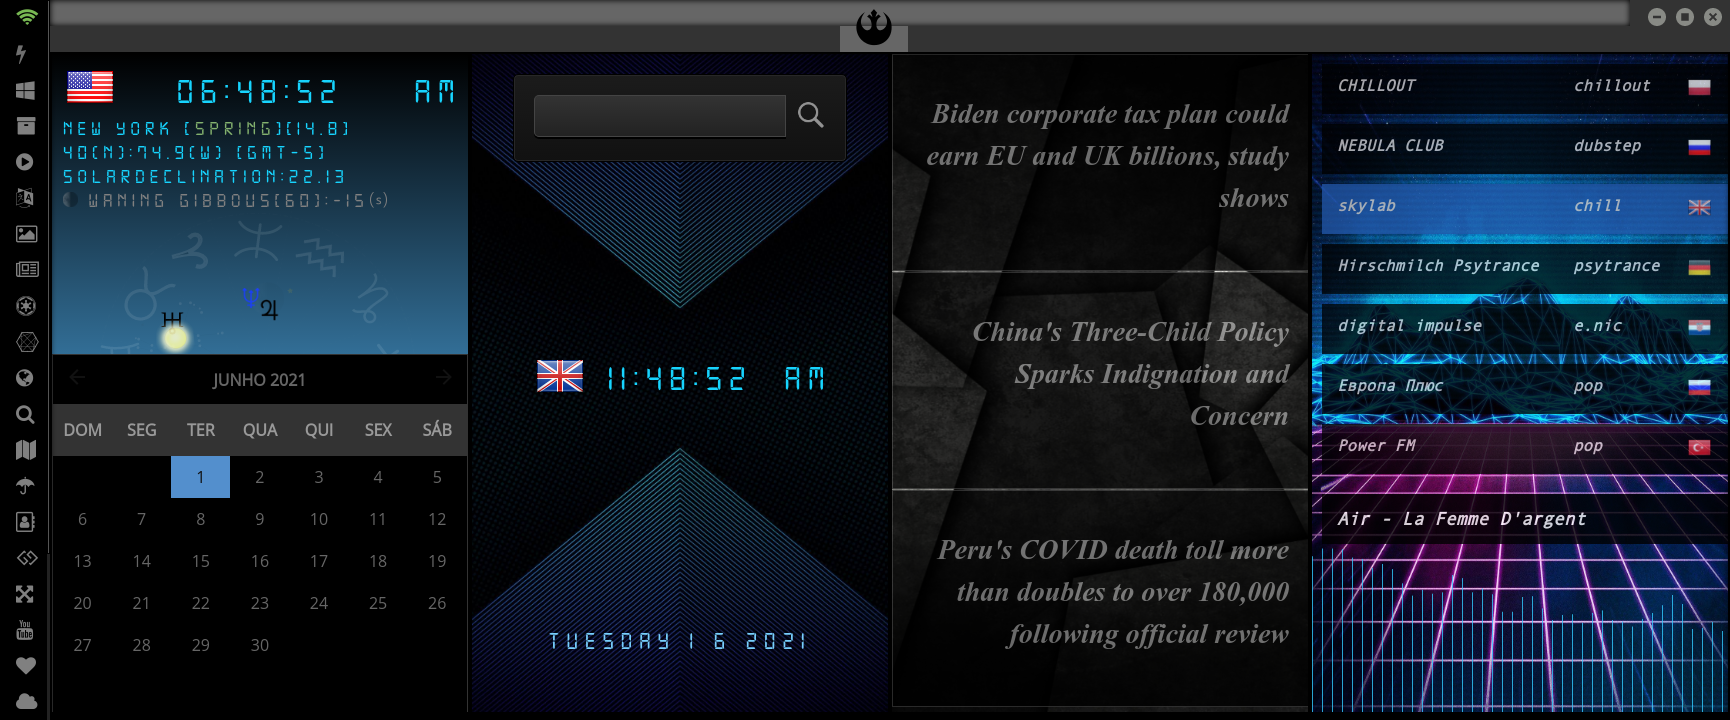 06:48:52 AM
NEW YORK [SPRING][14.8]
40(N):74.9(W) (GMT-5)
SOLARDECLINATION:22.13
WANING GIBBOUS(60):-15(s)
JUNHO 2021
DOM SEG TER QUA QUI SEX SÁB
1 2 3 4 5
6 7 8 9 10 11 12
13 14 15 16 17 18 19
20 21 22 23 24 25 26
27 28 29 30
11:48:52 AM
TUESDAY 1 6 2021
Biden corporate tax plan could
earn EU and UK billions, study
shows
China's Three-Child Policy
Sparks Indignation and
Concern
Peru's COVID death toll more
than doubles to over 180,000
following official review
CHILLOUT chillout
NEBULA CLUB dubstep
skylab chill
Hirschmilch Psytrance psytrance
digital impulse e.nic
Европа Плюс pop
Power FM pop
Air - La Femme D'argent
You
Tube